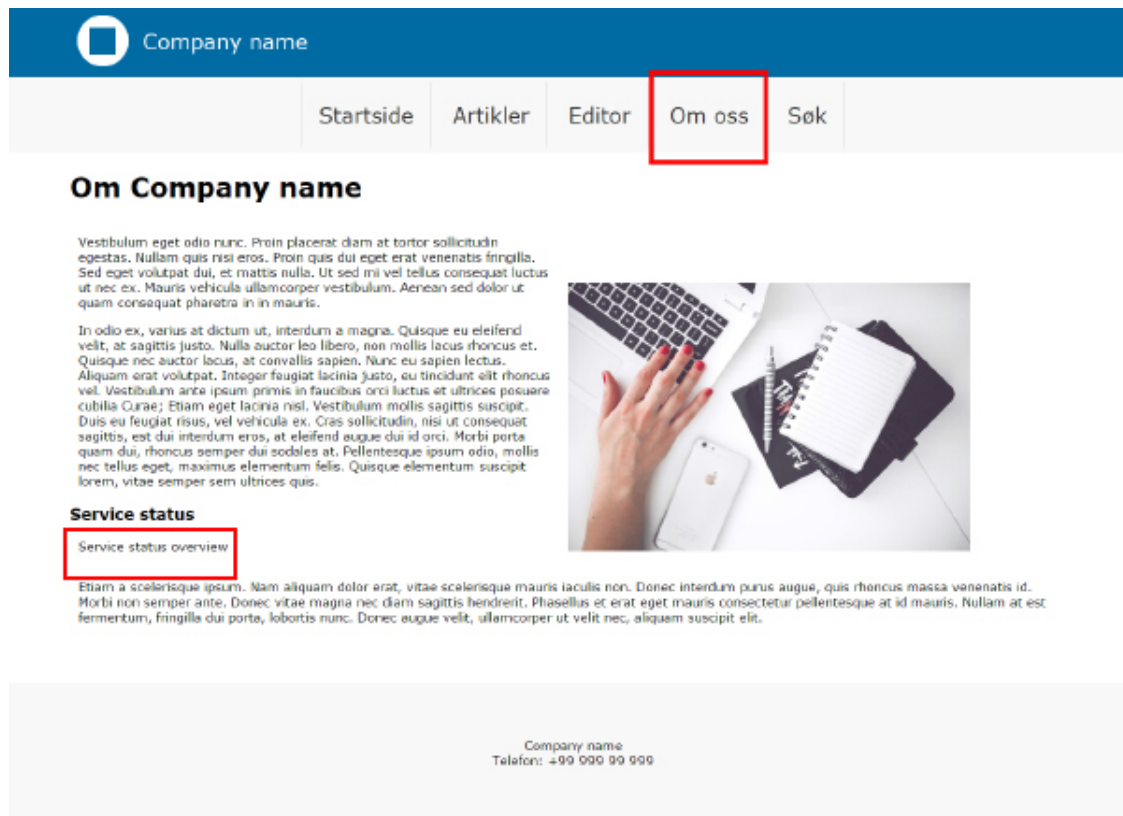 Company name
Startside Artikler Editor Om oss Søk
Om Company name
Vestibulum eget odio nunc. Proin placerat diam at tortor sollicitudin
egestas. Nullam quis nisi eros. Proin quis dui eget erat venenatis fringilla.
Sed eget volutpat dui, et mattis nulla. Ut sed mi vel tellus consequat luctus
ut nec ex. Mauris vehicula ullamcorper vestibulum. Aenean sed dolor ut
quam consequat pharetra in in mauris.
In odio ex, varius at dictum ut, interdum a magna. Quisque eu eleifend
velit, at sagittis justo. Nulla auctor leo libero, non mollis lacus rhoncus et.
Quisque nec auctor lacus, at convallis sapien. Nunc eu sapien lectus.
Aliquam erat volutpat. Integer feugiat lacinia justo, eu tincidunt elit rhoncus
vel. Vestibulum ante ipsum primis in faucibus orci luctus et ultrices posuere
cubilia Curae; Etiam eget lacinia nisl. Vestibulum mollis sagittis suscipit.
Duis eu feugiat risus, vel vehicula ex. Cras sollicitudin, nisi ut consequat
sagittis, est dui interdum eros, at eleifend augue dui id orci. Morbi porta
quam dui, rhoncus semper dui sodales at. Pellentesque ipsum odio, mollis
nec tellus eget, maximus elementum felis. Quisque elementum suscipit
lorem, vitae semper sem ultrices quis.
Service status
Service status overview
Etiam a scelerisque ipsum. Nam aliquam dolor erat, vitae scelerisque mauris iaculis non. Donec interdum purus augue, quis rhoncus massa venenatis id.
Morbi non semper ante. Donec vitae magna nec diam sagittis hendrerit. Phasellus et erat eget mauris consectetur pellentesque at id mauris. Nullam at est
fermentum, fringilla dui porta, lobortis nunc. Donec augue velit, ullamcorper ut velit nec, aliquam suscipit elit.
Company name
Telefon: +99 999 99 999